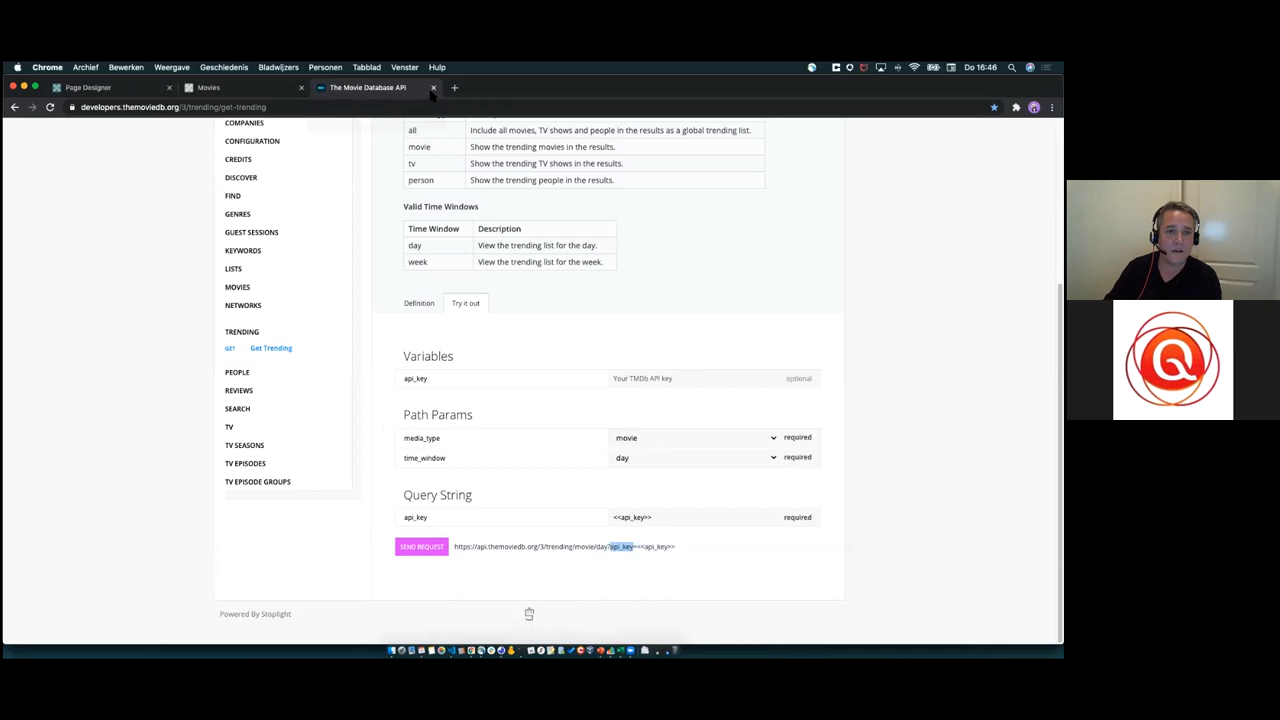 Chrome Archief Bewerken Weergave Geschiedenis Bladwijzers Personen Tabblad Venster Hulp Do 16:46
Page Designer Movies The Movie Database API
developers.themoviedb.org/3/trending/get-trending
COMPANIES
CONFIGURATION
CREDITS
DISCOVER
FIND
GENRES
GUEST SESSIONS
KEYWORDS
LISTS
MOVIES
NETWORKS
TRENDING
GET Get Trending
PEOPLE
REVIEWS
SEARCH
TV
TV SEASONS
TV EPISODES
TV EPISODE GROUPS
all Include all movies, TV shows and people in the results as a global trending list.
movie Show the trending movies in the results.
tv Show the trending TV shows in the results.
person Show the trending people in the results.
Valid Time Windows
Time Window Description
day View the trending list for the day.
week View the trending list for the week.
Definition Try it out
Variables
api_key Your TMDb API key optional
Path Params
media_type movie required
time_window day required
Query String
api_key <<api_key>> required
SEND REQUEST https://api.themoviedb.org/3/trending/movie/day?api_key=<<api_key>>
Powered By Stoplight
Q